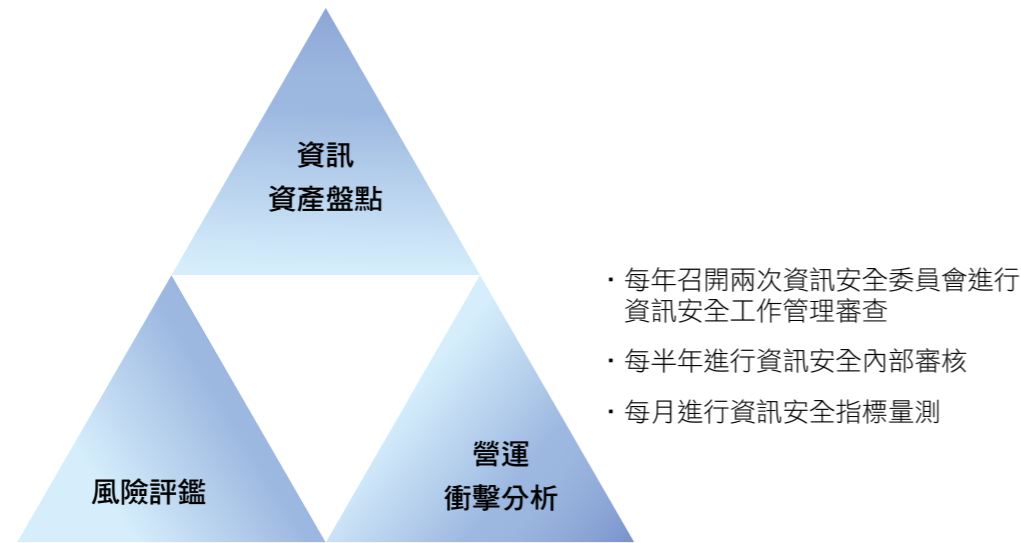 資訊
資產盤點
風險評鑑
營運
衝擊分析
・每年召開兩次資訊安全委員會進行
資訊安全工作管理審查
・每半年進行資訊安全內部審核
・每月進行資訊安全指標量測